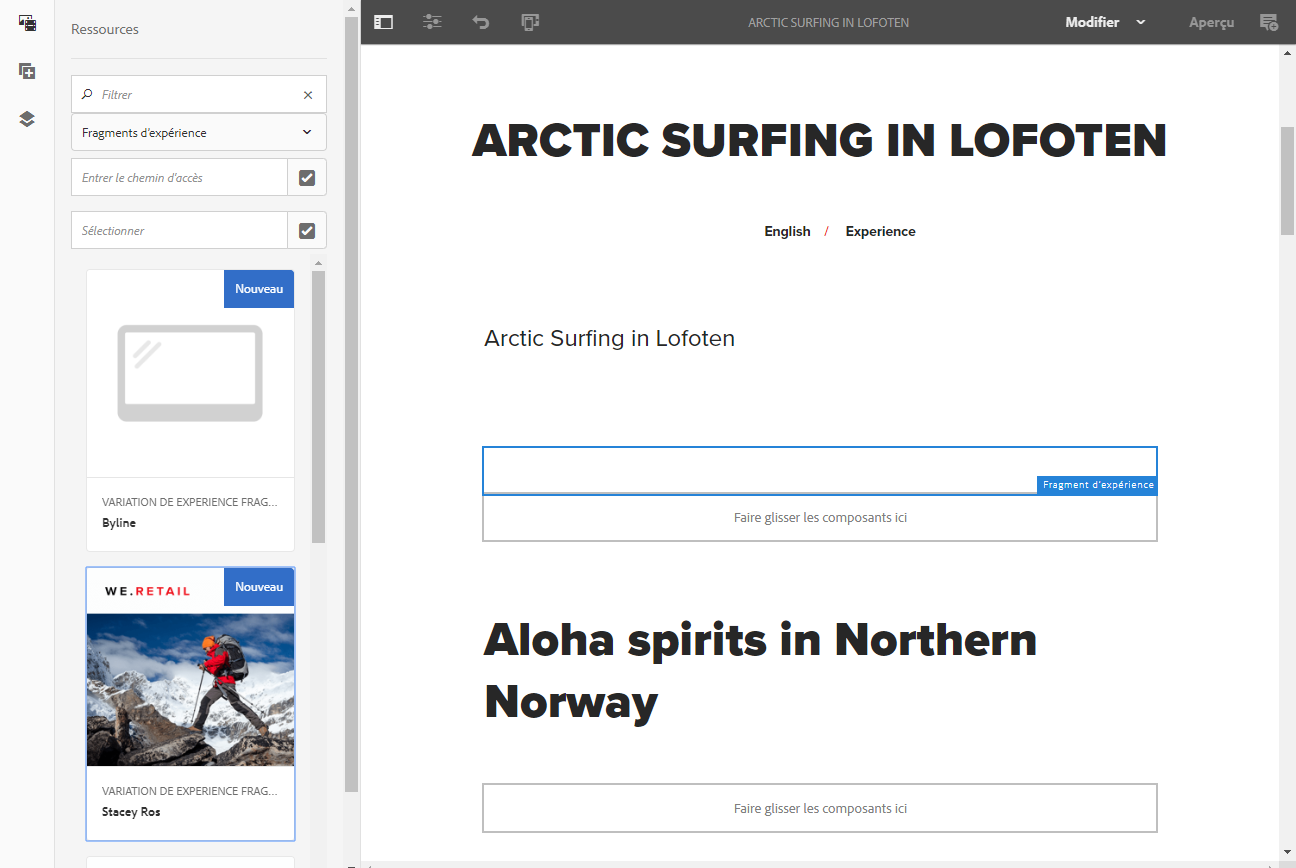 Ressources
Filtrer
Fragments d'expérience
Entrer le chemin d'accès
Sélectionner
Nouveau
VARIATION DE EXPERIENCE FRAG...
Byline
WE.RETAIL
Nouveau
VARIATION DE EXPERIENCE FRAG...
Stacey Ros
ARCTIC SURFING IN LOFOTEN
Modifier
Aperçu
ARCTIC SURFING IN LOFOTEN
English / Experience
Arctic Surfing in Lofoten
Fragment d'expérience
Faire glisser les composants ici
Aloha spirits in Northern
Norway
Faire glisser les composants ici